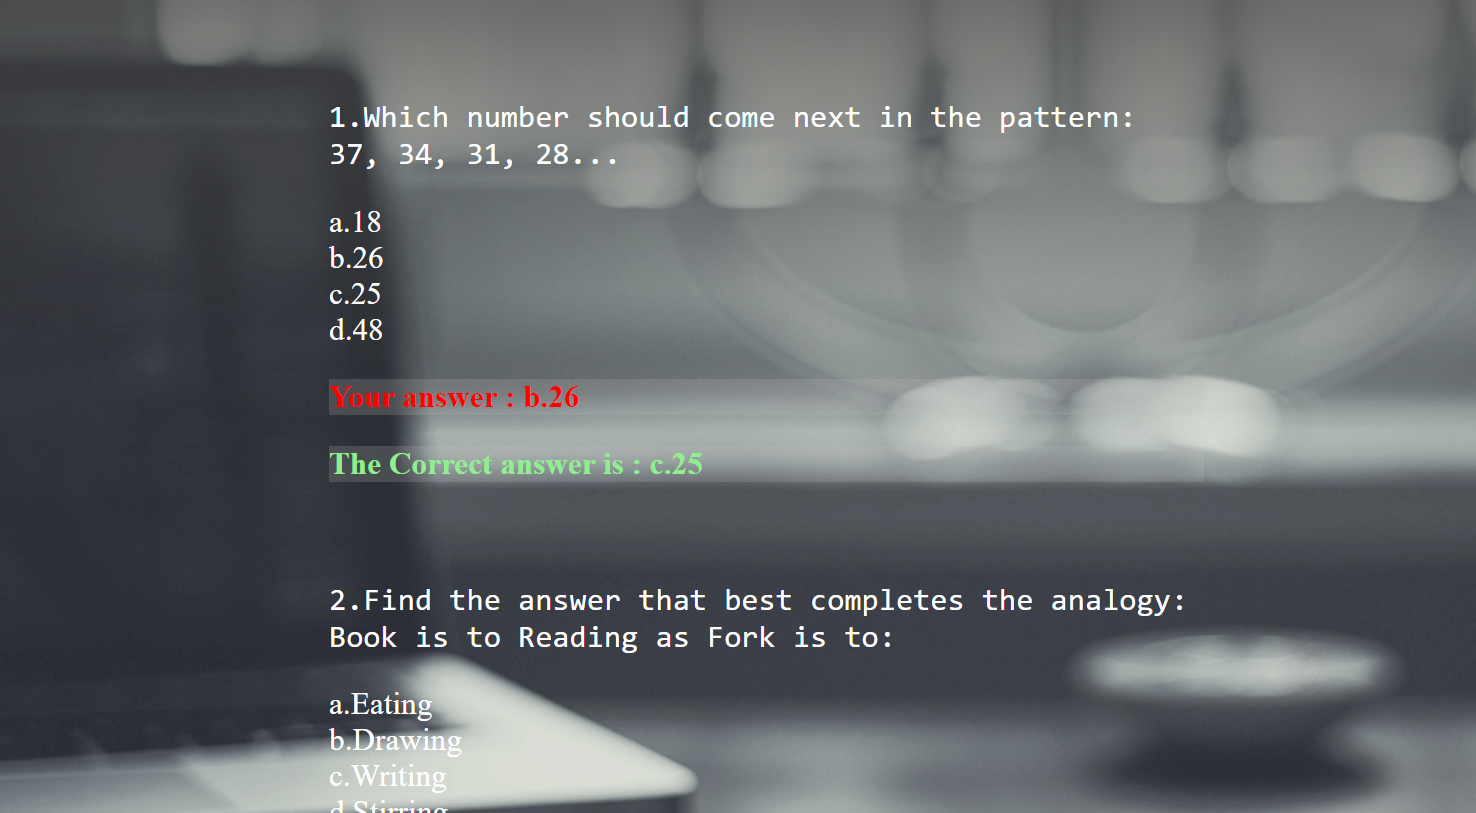 1.Which number should come next in the pattern:
37, 34, 31, 28...
a.18
b.26
c.25
d.48
Your answer : b.26
The Correct answer is : c.25
2.Find the answer that best completes the analogy:
Book is to Reading as Fork is to:
a.Eating
b.Drawing
c.Writing
d.Stirring